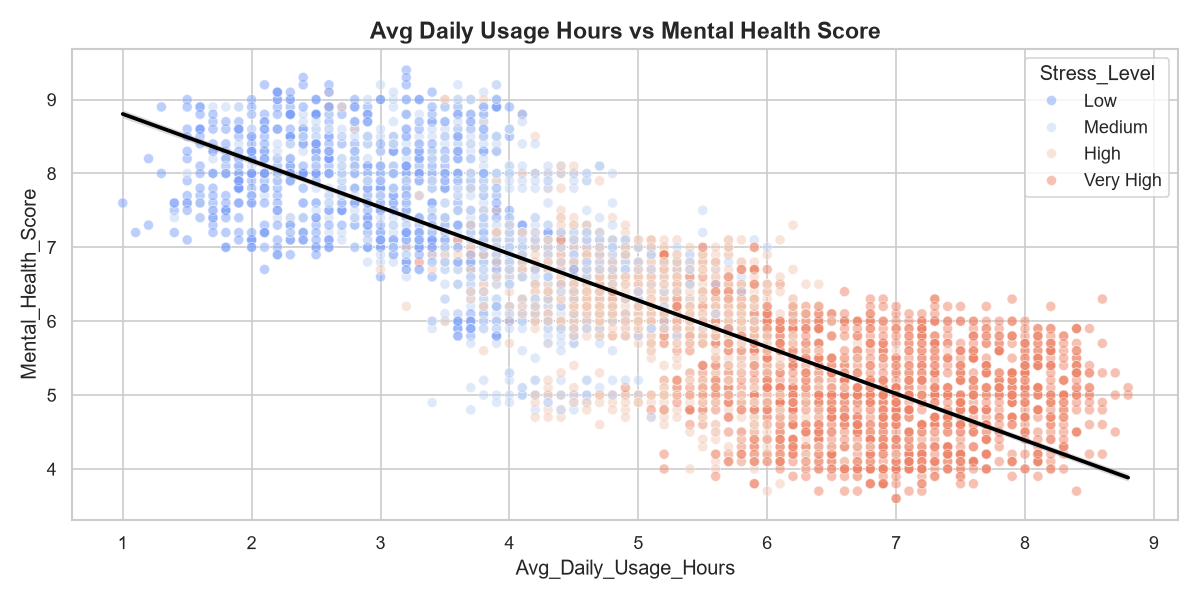 Avg Daily Usage Hours vs Mental Health Score
Mental_Health_Score
9
8
7
6
5
4
Stress_Level
Low
Medium
High
Very High
1 2 3 4 5 6 7 8 9
Avg_Daily_Usage_Hours